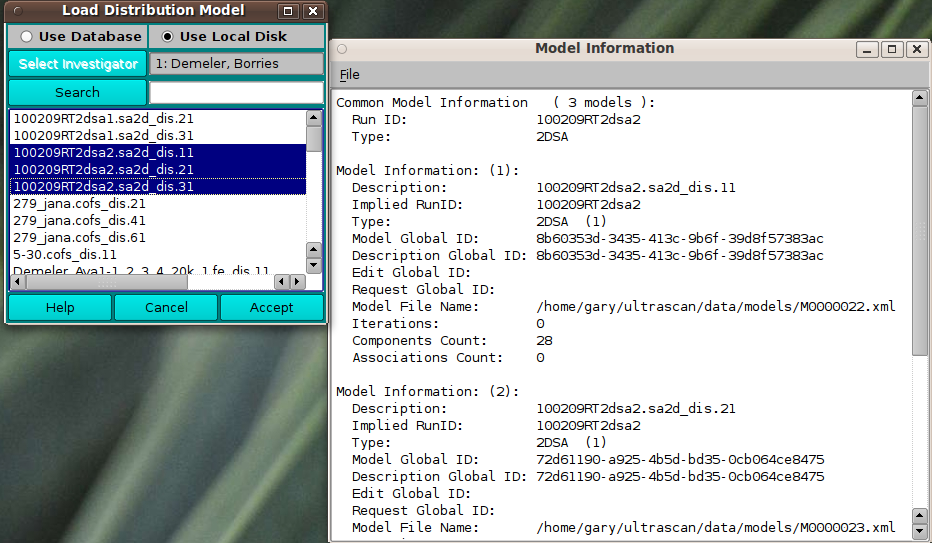 Load Distribution Model
Use Database
Use Local Disk
Select Investigator
1: Demeler, Borries
Search
100209RT2dsa1.sa2d_dis.21
100209RT2dsa1.sa2d_dis.31
100209RT2dsa2.sa2d_dis.11
100209RT2dsa2.sa2d_dis.21
100209RT2dsa2.sa2d_dis.31
279_jana.cofs_dis.21
279_jana.cofs_dis.41
279_jana.cofs_dis.61
5-30.cofs_dis.11
Demeler_Ava1-1_2_3_4_20k_1.fe_dis.11
Help
Cancel
Accept
Model Information
File
Common Model Information ( 3 models ):
Run ID: 100209RT2dsa2
Type: 2DSA
Model Information: (1):
Description: 100209RT2dsa2.sa2d_dis.11
Implied RunID: 100209RT2dsa2
Type: 2DSA (1)
Model Global ID: 8b60353d-3435-413c-9b6f-39d8f57383ac
Description Global ID: 8b60353d-3435-413c-9b6f-39d8f57383ac
Edit Global ID:
Request Global ID:
Model File Name: /home/gary/ultrascan/data/models/M0000022.xml
Iterations: 0
Components Count: 28
Associations Count: 0
Model Information: (2):
Description: 100209RT2dsa2.sa2d_dis.21
Implied RunID: 100209RT2dsa2
Type: 2DSA (1)
Model Global ID: 72d61190-a925-4b5d-bd35-0cb064ce8475
Description Global ID: 72d61190-a925-4b5d-bd35-0cb064ce8475
Edit Global ID:
Request Global ID:
Model File Name: /home/gary/ultrascan/data/models/M0000023.xml